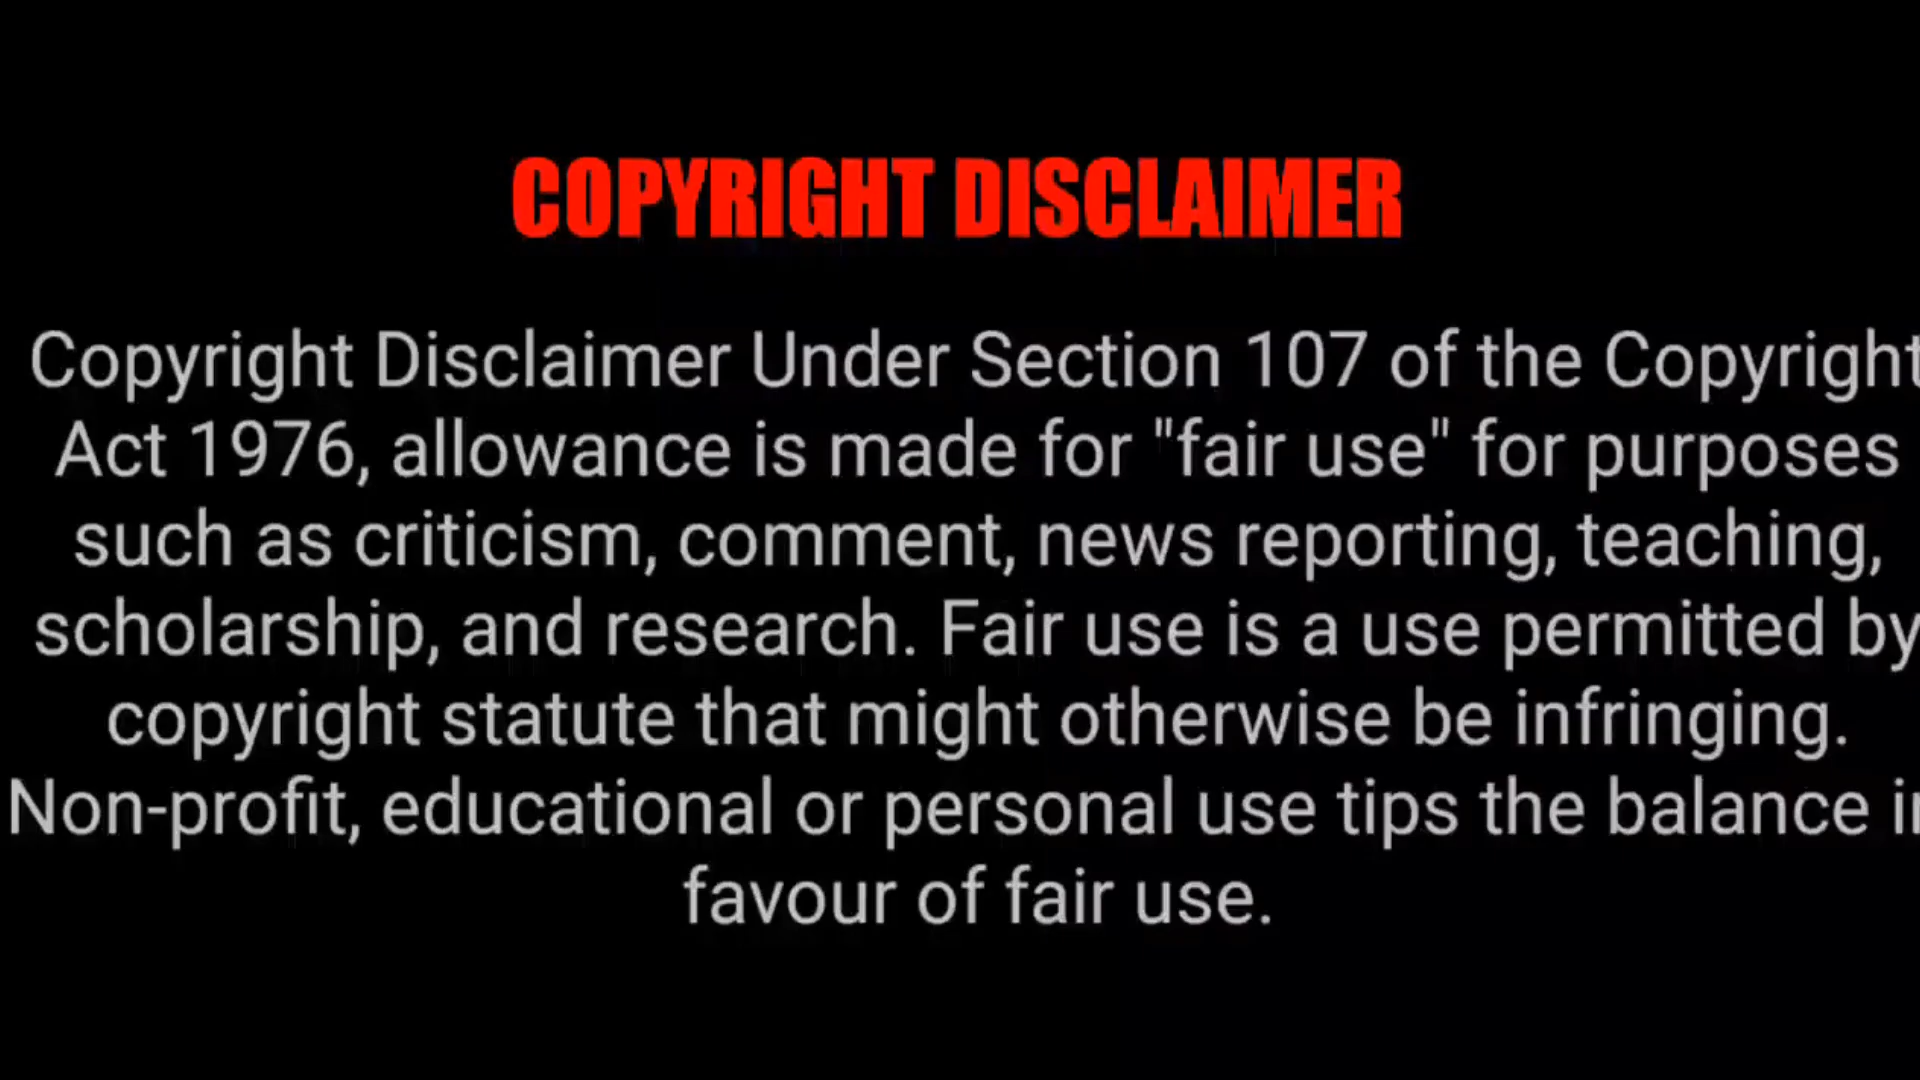 COPYRIGHT DISCLAIMER
Copyright Disclaimer Under Section 107 of the Copyright
Act 1976, allowance is made for "fair use" for purposes
such as criticism, comment, news reporting, teaching,
scholarship, and research. Fair use is a use permitted by
copyright statute that might otherwise be infringing.
Non-profit, educational or personal use tips the balance in
favour of fair use.